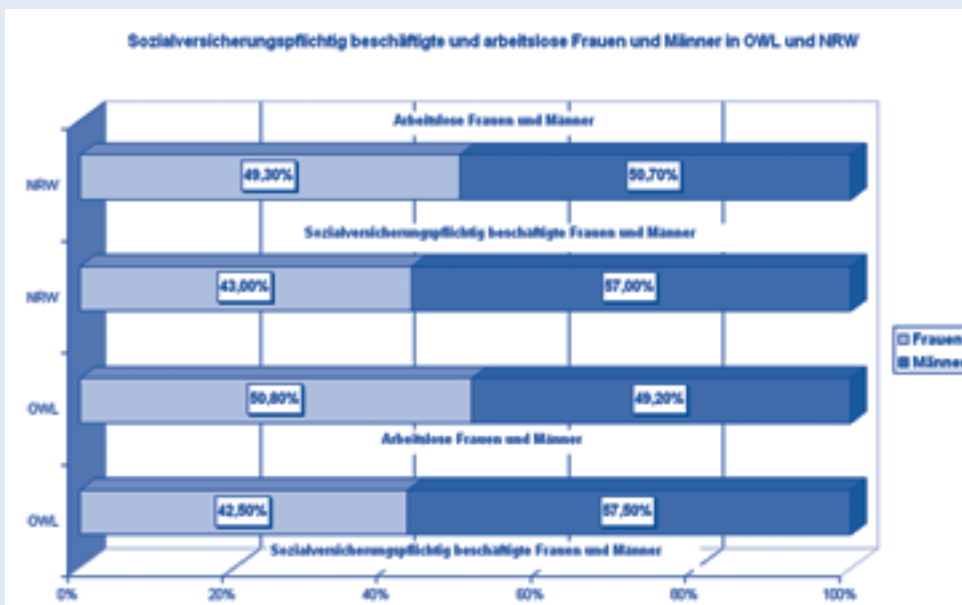 Sozialversicherungspflichtig beschäftigte und arbeitslose Frauen und Männer in OWL und NRW
Arbeitslose Frauen und Männer
NRW
49,30%
50,70%
Sozialversicherungspflichtig beschäftigte Frauen und Männer
NRW
43,00%
57,00%
Frauen
Männer
OWL
50,80%
49,20%
Arbeitslose Frauen und Männer
OWL
42,50%
57,50%
Sozialversicherungspflichtig beschäftigte Frauen und Männer
0%
20%
40%
60%
80%
100%